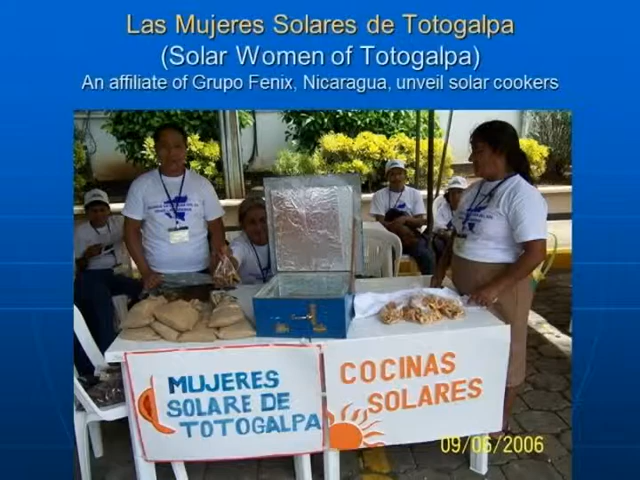 Las Mujeres Solares de Totogalpa
(Solar Women of Totogalpa)
An affiliate of Grupo Fenix, Nicaragua, unveil solar cookers
MUJERES
SOLARE DE
TOTOGALPA
COCINAS
SOLARES
09/06/2006